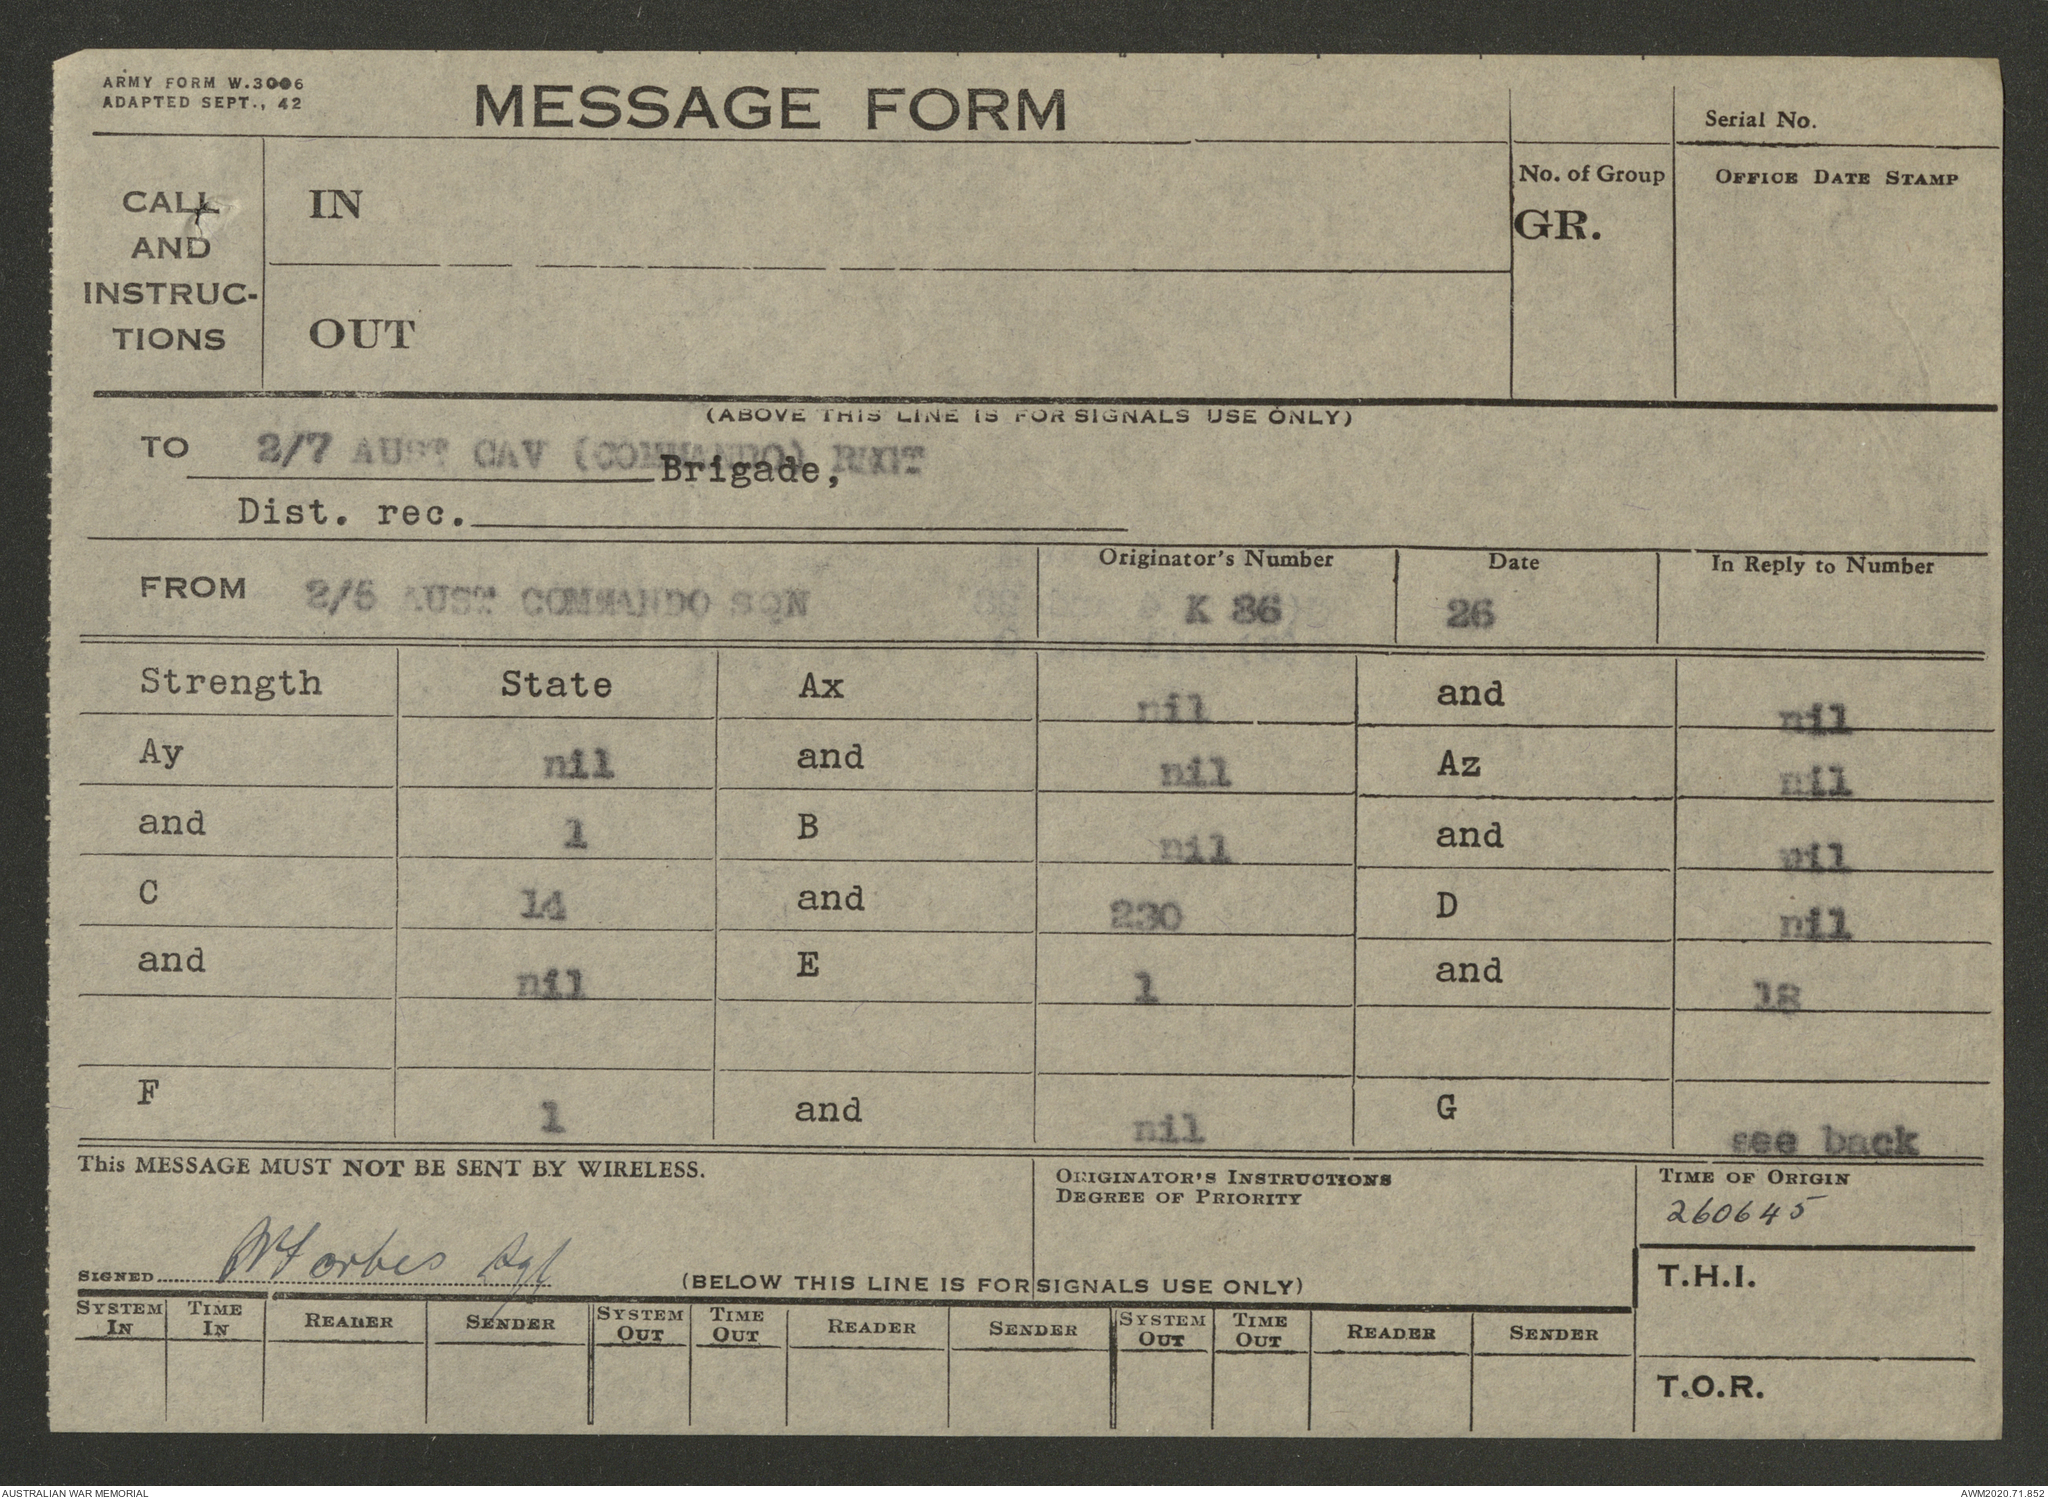 ARMY FORM W.3006
ADAPTED SEPT., 42
MESSAGE FORM
Serial No.
CALL
AND
INSTRUC-
TIONS
IN
OUT
No. of Group
GR.
OFFICE DATE STAMP
(ABOVE THIS LINE IS FOR SIGNALS USE ONLY)
TO 2/7 AUST CAV (COMMANDO) REGT
Brigade,
Dist. rec.
FROM 2/5 AUST COMMANDO SQN
Originator's Number
K 86
Date
26
In Reply to Number
Strength State Ax nil and nil
Ay nil and nil Az nil
and 1 B nil and nil
C 14 and 230 D nil
and nil E 1 and 18
F 1 and nil G see back
This MESSAGE MUST NOT BE SENT BY WIRELESS.
ORIGINATOR'S INSTRUCTIONS
DEGREE OF PRIORITY
TIME OF ORIGIN
260645
SIGNED Forbes Sgt
(BELOW THIS LINE IS FOR SIGNALS USE ONLY)
T.H.I.
SYSTEM IN TIME IN READER SENDER SYSTEM OUT TIME OUT READER SENDER SYSTEM OUT TIME OUT READER SENDER
T.O.R.
AUSTRALIAN WAR MEMORIAL
AWM2020.71.852